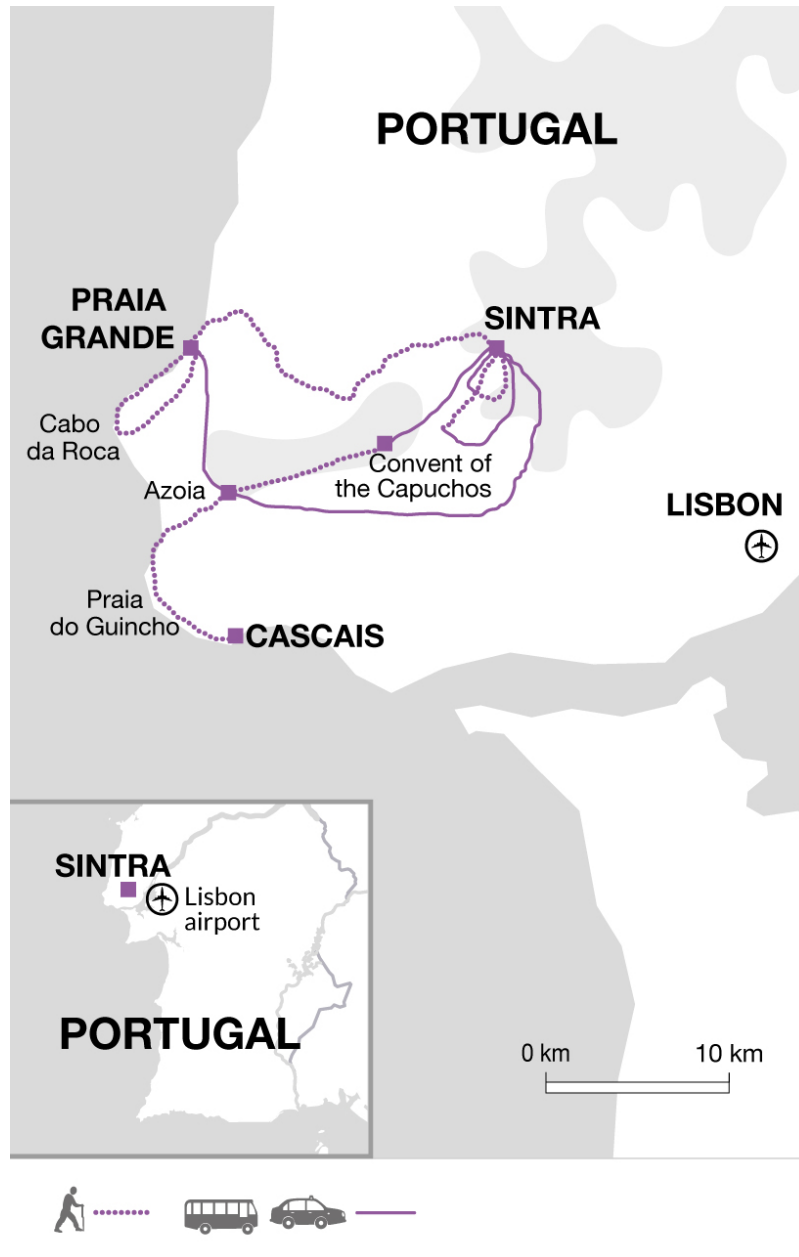 PORTUGAL
PRAIA
GRANDE
SINTRA
Cabo
da Roca
Convent of
the Capuchos
Azoia
LISBON
Praia
do Guincho
CASCAIS
SINTRA
Lisbon
airport
PORTUGAL
0 km
10 km